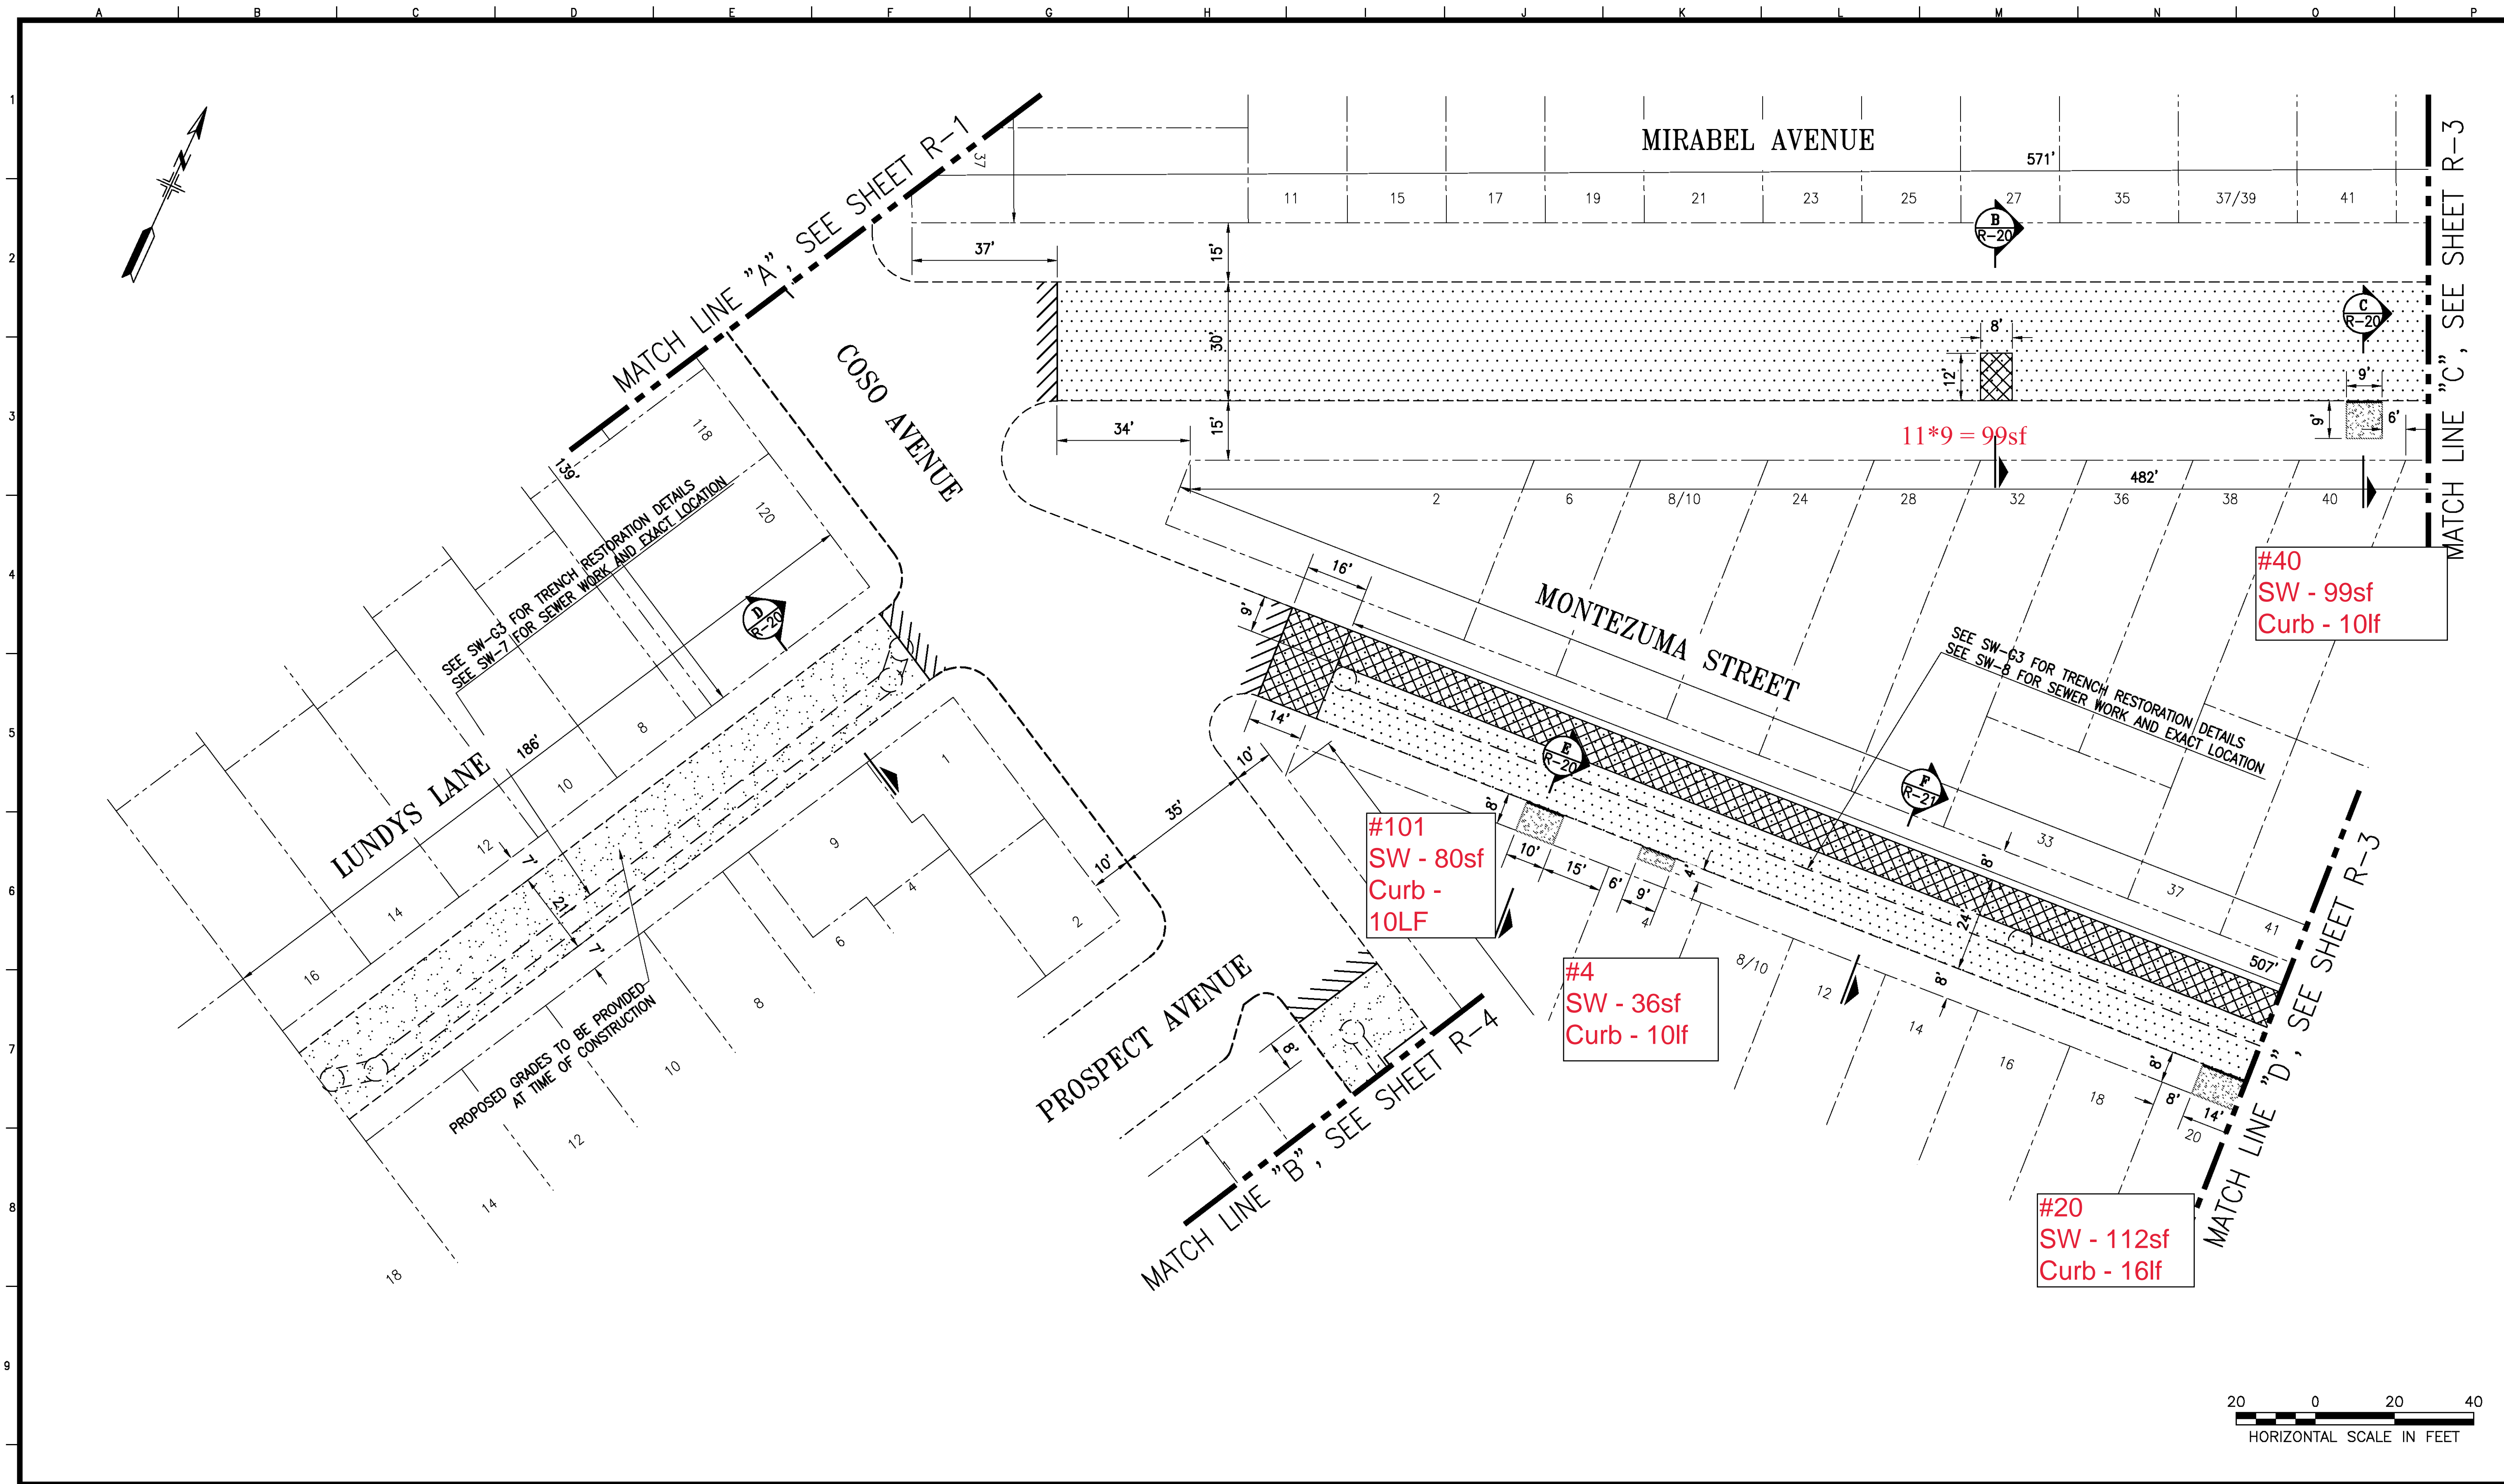 A B C D E F G H I J K L M N O P
1
2
3
4
5
6
7
8
9
N
MATCH LINE "A", SEE SHEET R-1
37
MIRABEL AVENUE
571'
11 15 17 19 21 23 25 27 35 37/39 41
B
R-20
C
R-20
37'
15'
30'
15'
34'
8'
12'
9'
9'
6'
11*9 = 99sf
482'
2 6 8/10 24 28 32 36 38 40
MATCH LINE "C", SEE SHEET R-3
#40
SW - 99sf
Curb - 10lf
COSO AVENUE
118
120
139'
SEE SW-G3 FOR TRENCH RESTORATION DETAILS
SEE SW-7 FOR SEWER WORK AND EXACT LOCATION
D
R-20
LUNDYS LANE
186'
8
10
12
14
16
7'
21'
7'
1
9
4
2
6
8
10
12
14
18
PROPOSED GRADES TO BE PROVIDED
AT TIME OF CONSTRUCTION
10'
35'
10'
PROSPECT AVENUE
8'
MATCH LINE "B", SEE SHEET R-4
16'
9'
14'
MONTEZUMA STREET
SEE SW-G3 FOR TRENCH RESTORATION DETAILS
SEE SW-8 FOR SEWER WORK AND EXACT LOCATION
E
R-20
F
R-21
33
37
41
507'
8'
24'
8'
8'
10'
15'
6'
9'
4'
4
8/10
12
14
16
18
20
8'
8'
14'
#101
SW - 80sf
Curb -
10LF
#4
SW - 36sf
Curb - 10lf
#20
SW - 112sf
Curb - 16lf
MATCH LINE "D", SEE SHEET R-3
20 0 20 40
HORIZONTAL SCALE IN FEET